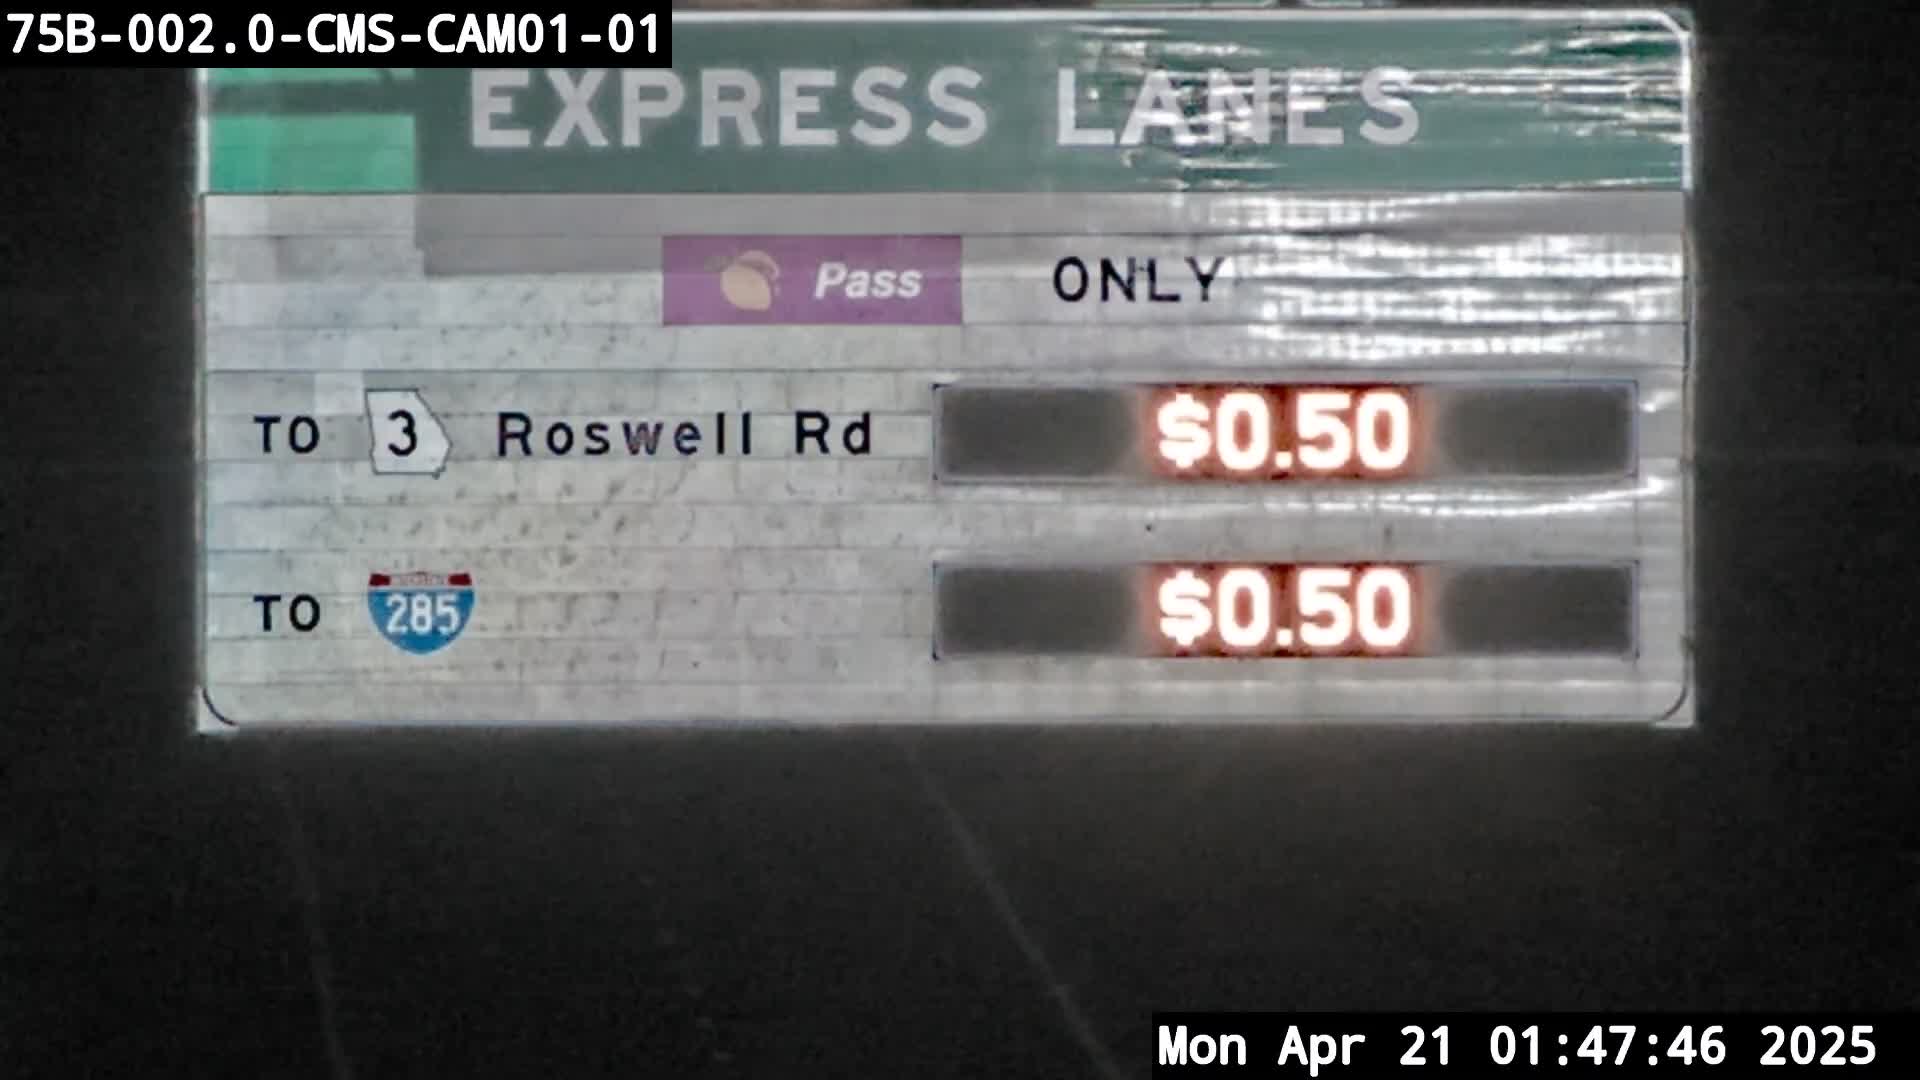 75B-002.0-CMS-CAM01-01
EXPRESS LANES
Pass ONLY
TO 3 Roswell Rd $0.50
TO 285 $0.50
Mon Apr 21 01:47:46 2025